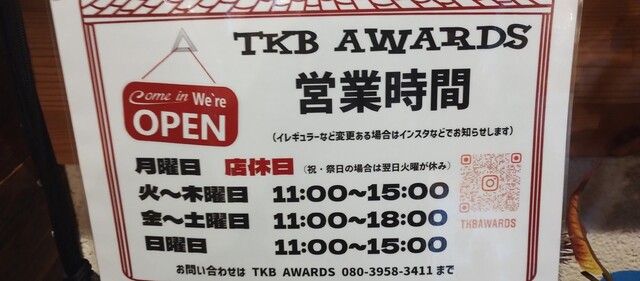 TKB AWARDS
Come in We're
OPEN
営業時間
(イレギュラーなど変更ある場合はインスタなどでお知らせします)
月曜日 店休日 (祝・祭日の場合は翌日火曜が休み)
火～木曜日 11:00～15:00
金～土曜日 11:00～18:00
日曜日 11:00～15:00
TKBAWARDS
お問い合わせは TKB AWARDS 080-3958-3411 まで